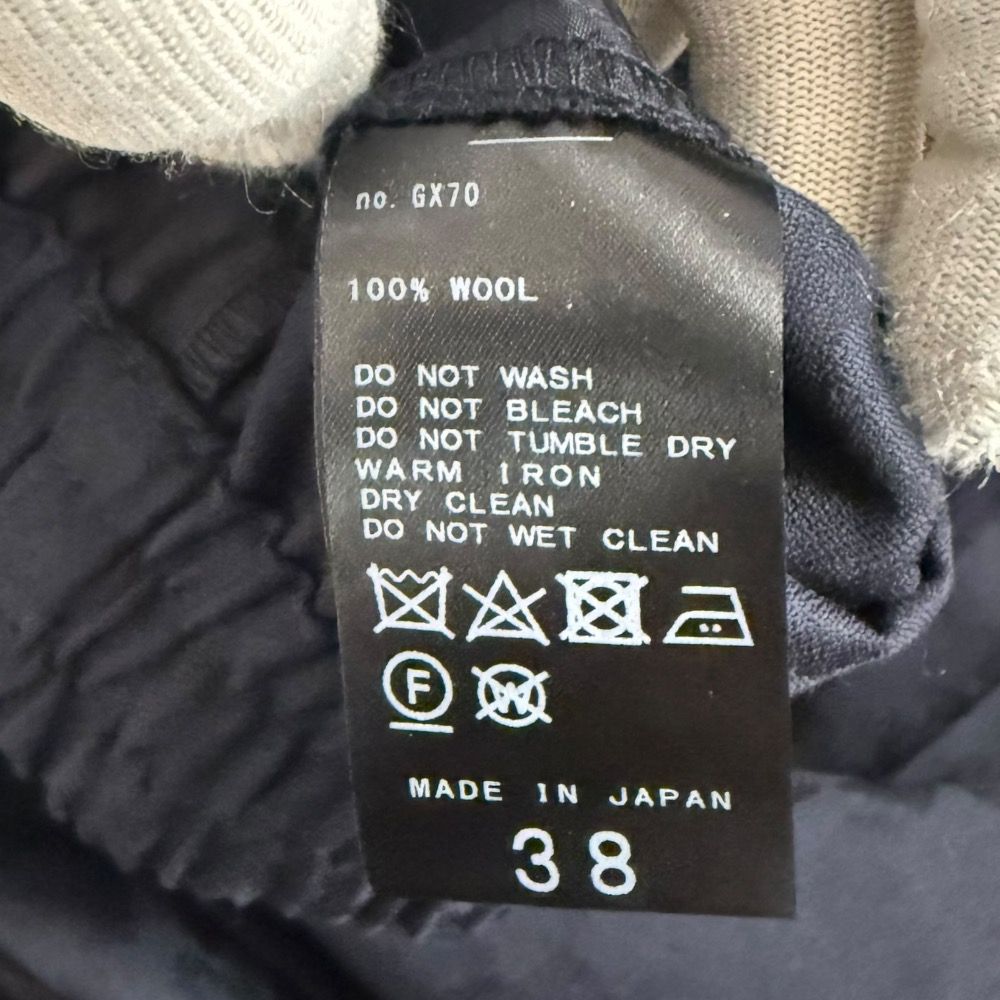 no. GX70
100% WOOL
DO NOT WASH
DO NOT BLEACH
DO NOT TUMBLE DRY
WARM IRON
DRY CLEAN
DO NOT WET CLEAN
F W
MADE IN JAPAN
38